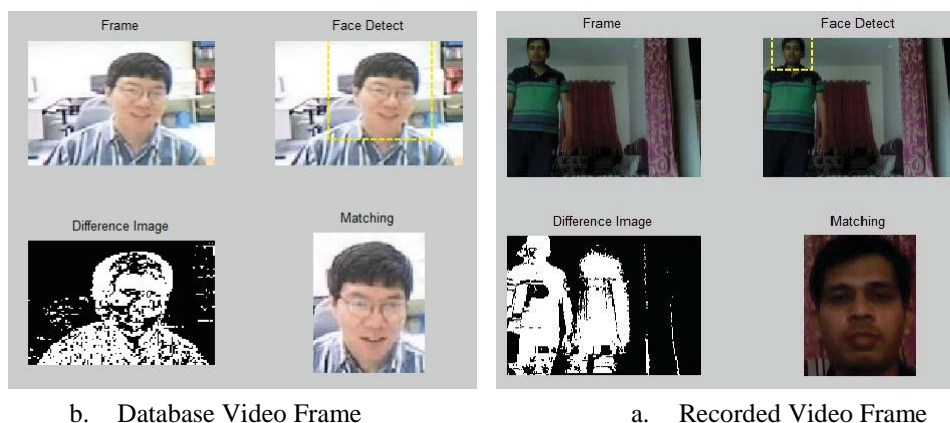 Frame
Face Detect
Difference Image
Matching
Frame
Face Detect
Difference Image
Matching
b. Database Video Frame
a. Recorded Video Frame